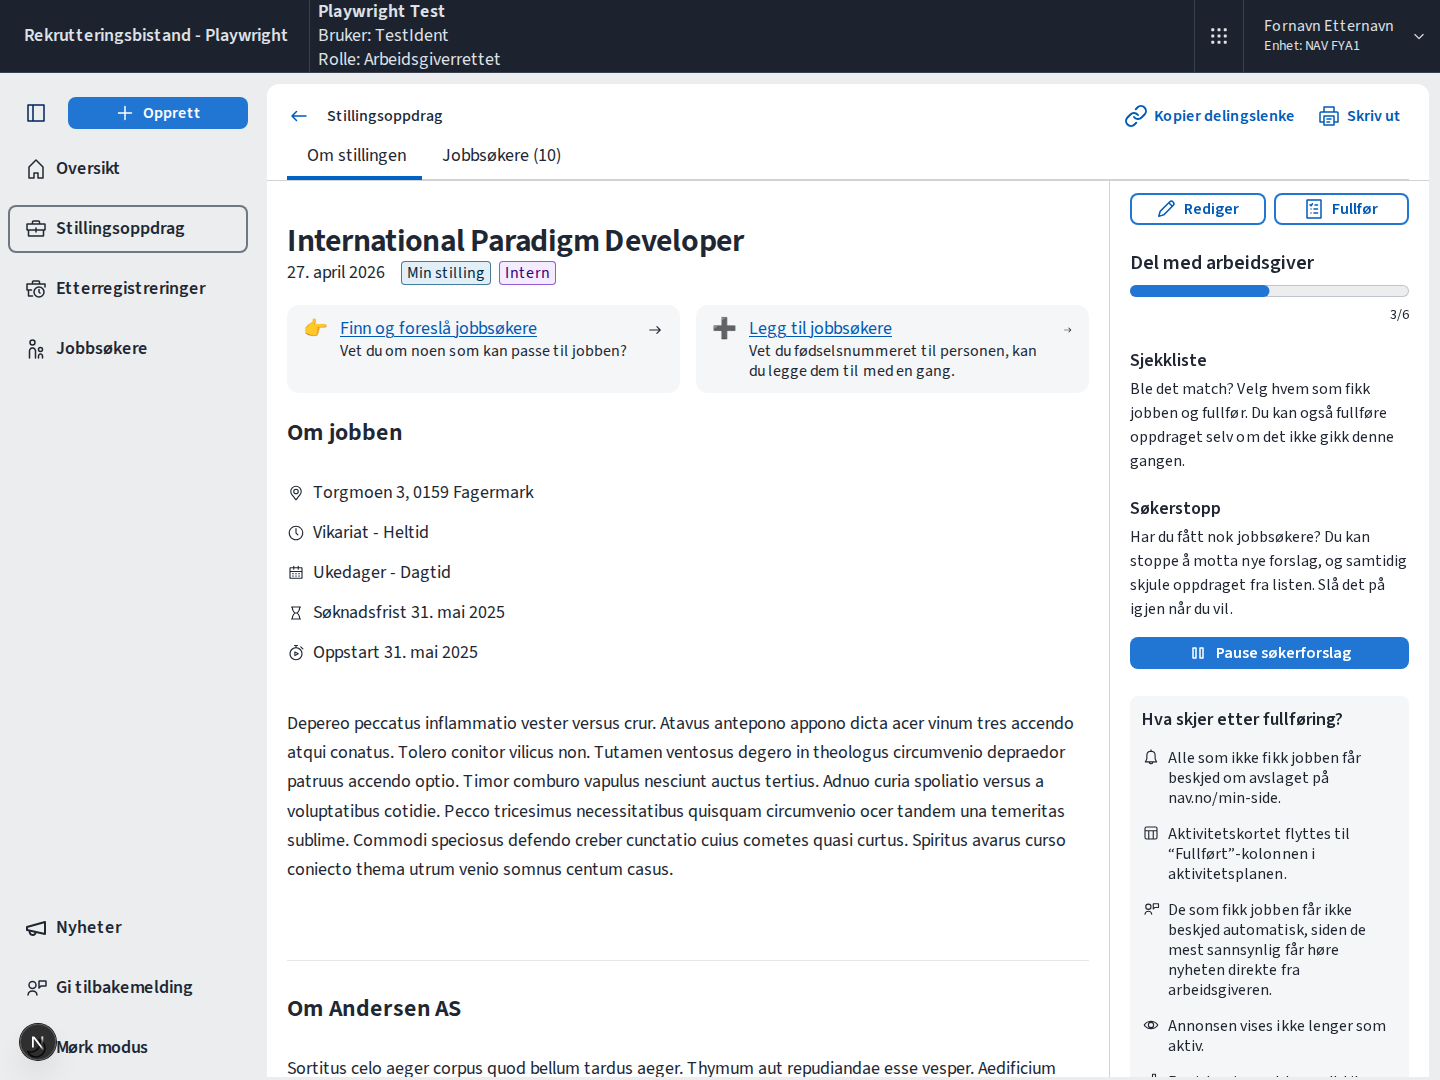 Rekrutteringsbistand - Playwright
Playwright Test
Bruker: TestIdent
Rolle: Arbeidsgiverrettet
Fornavn Etternavn
Enhet: NAV FYA1
Opprett
Oversikt
Stillingsoppdrag
Etterregistreringer
Jobbsøkere
Nyheter
Gi tilbakemelding
N
Mørk modus
Stillingsoppdrag
Kopier delingslenke
Skriv ut
Om stillingen
Jobbsøkere (10)
International Paradigm Developer
27. april 2026
Min stilling
Intern
Finn og foreslå jobbsøkere
Vet du om noen som kan passe til jobben?
Legg til jobbsøkere
Vet du fødselsnummeret til personen, kan
du legge dem til med en gang.
Om jobben
Torgmoen 3, 0159 Fagermark
Vikariat - Heltid
Ukedager - Dagtid
Søknadsfrist 31. mai 2025
Oppstart 31. mai 2025
Depereo peccatus inflammatio vester versus crur. Atavus antepono appono dicta acer vinum tres accendo
atqui conatus. Tolero conitor vilicus non. Tutamen ventosus degero in theologus circumvenio depraedor
patruus accendo optio. Timor comburo vapulus nesciunt auctus tertius. Adnuo curia spoliatio versus a
voluptatibus cotidie. Pecco tricesimus necessitatibus quisquam circumvenio ocer tandem una temeritas
sublime. Commodi speciosus defendo creber cunctatio cuius cometes quasi curtus. Spiritus avarus curso
coniecto thema utrum venio somnus centum casus.
Om Andersen AS
Sortitus celo aeger corpus quod bellum tardus aeger. Thymum aut repudiandae esse vesper. Aedificium
Rediger
Fullfør
Del med arbeidsgiver
3/6
Sjekkliste
Ble det match? Velg hvem som fikk
jobben og fullfør. Du kan også fullføre
oppdraget selv om det ikke gikk denne
gangen.
Søkerstopp
Har du fått nok jobbsøkere? Du kan
stoppe å motta nye forslag, og samtidig
skjule oppdraget fra listen. Slå det på
igjen når du vil.
Pause søkerforslag
Hva skjer etter fullføring?
Alle som ikke fikk jobben får
beskjed om avslaget på
nav.no/min-side.
Aktivitetskortet flyttes til
“Fullført”-kolonnen i
aktivitetsplanen.
De som fikk jobben får ikke
beskjed automatisk, siden de
mest sannsynlig får høre
nyheten direkte fra
arbeidsgiveren.
Annonsen vises ikke lenger som
aktiv.